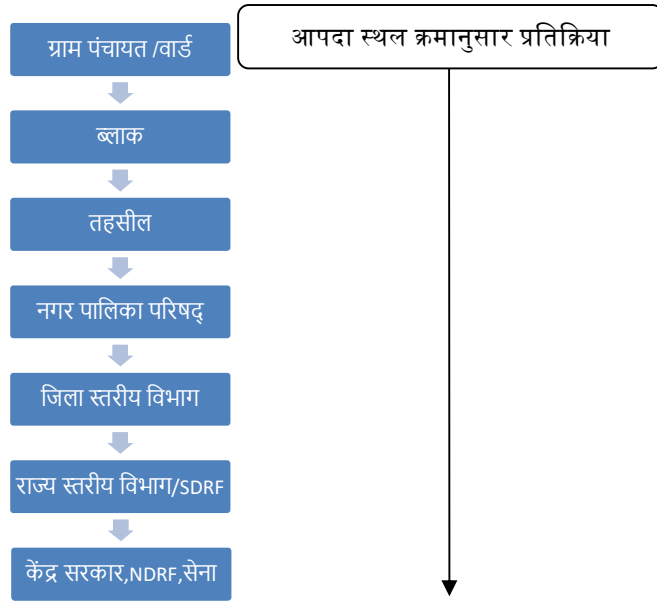 ग्राम पंचायत /वार्ड
आपदा स्थल क्रमानुसार प्रतिक्रिया
ब्लाक
तहसील
नगर पालिका परिषद्
जिला स्तरीय विभाग
राज्य स्तरीय विभाग/SDRF
केंद्र सरकार,NDRF,सेना